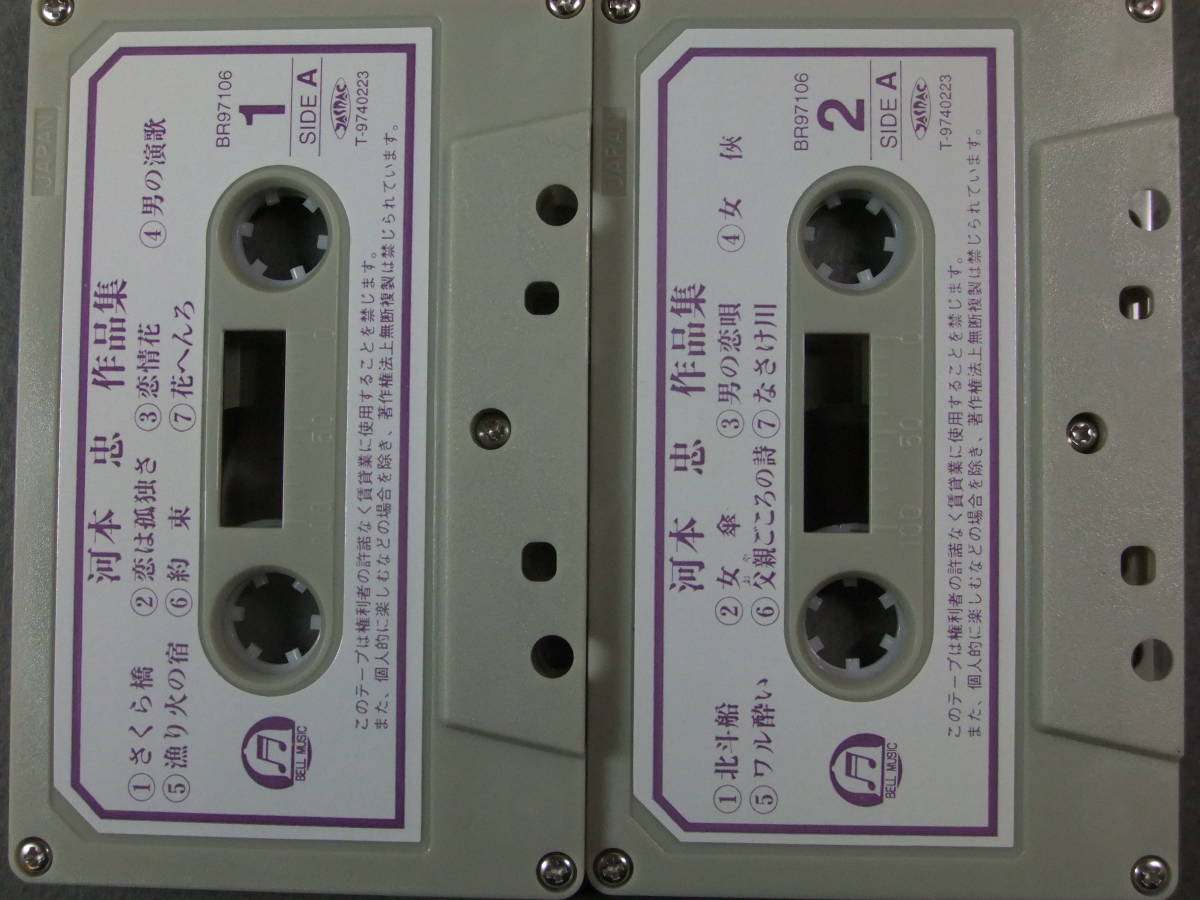 河本 忠 作品集
①さくら橋 ②恋は孤独さ ③恋情花 ④男の演歌
⑤漁り火の宿 ⑥約束 ⑦花へんろ
BR97106
1
SIDE A
JASRAC
T-9740223
BELL MUSIC
このテープは権利者の許諾なく賃貸業に使用することを禁じます。
また、個人的に楽しむなどの場合を除き、著作権法上無断複製は禁じられています。
JAPAN
100 50 0
河本 忠 作品集
①北斗船 ②女傘 ③男の恋唄 ④女侠
おや
⑤ワル酔い ⑥父親ごころの詩 ⑦なさけ川
BR97106
2
SIDE A
JASRAC
T-9740223
BELL MUSIC
このテープは権利者の許諾なく賃貸業に使用することを禁じます。
また、個人的に楽しむなどの場合を除き、著作権法上無断複製は禁じられています。
JAPAN
100 50 0